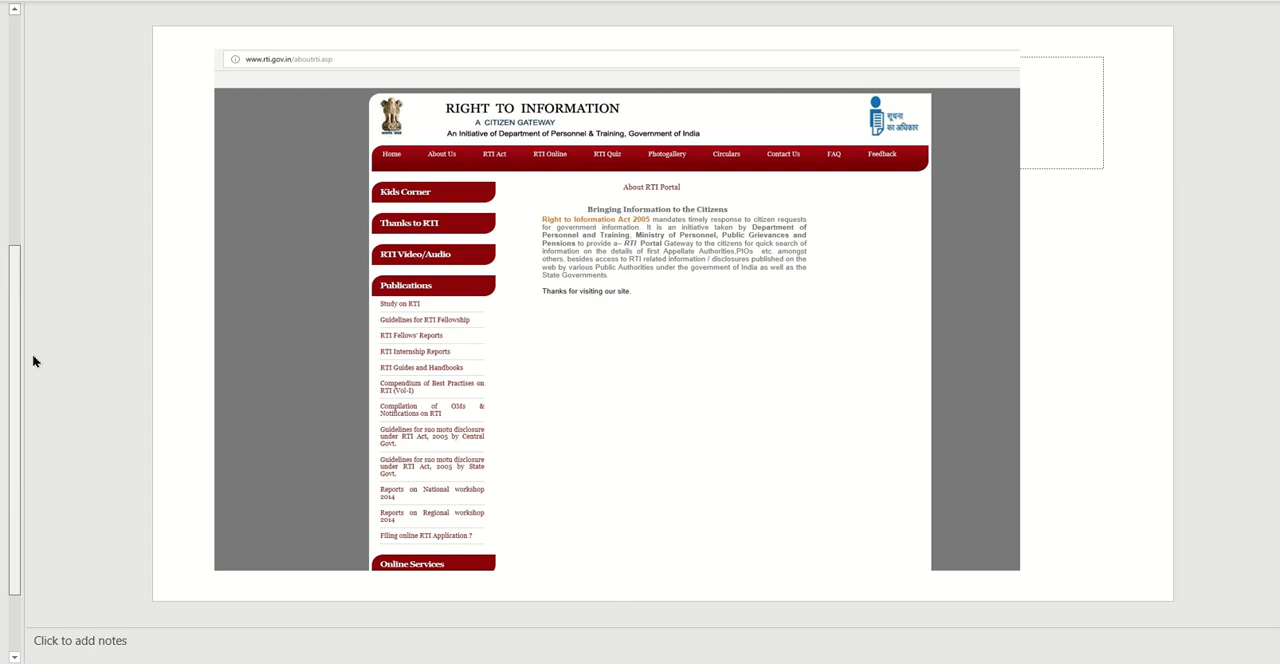 www.rti.gov.in/aboutrti.asp
RIGHT TO INFORMATION
A CITIZEN GATEWAY
An Initiative of Department of Personnel & Training, Government of India
सूचना
का अधिकार
Home About Us RTI Act RTI Online RTI Quiz Photogallery Circulars Contact Us FAQ Feedback
Kids Corner
Thanks to RTI
RTI Video/Audio
Publications
Study on RTI
Guidelines for RTI Fellowship
RTI Fellows' Reports
RTI Internship Reports
RTI Guides and Handbooks
Compendium of Best Practises on
RTI (Vol-I)
Compilation of OMs &
Notifications on RTI
Guidelines for suo motu disclosure
under RTI Act, 2005 by Central
Govt.
Guidelines for suo motu disclosure
under RTI Act, 2005 by State
Govt.
Reports on National workshop
2014
Reports on Regional workshop
2014
Filing online RTI Application ?
Online Services
About RTI Portal
Bringing Information to the Citizens
Right to Information Act 2005 mandates timely response to citizen requests
for government information. It is an initiative taken by Department of
Personnel and Training, Ministry of Personnel, Public Grievances and
Pensions to provide a– RTI Portal Gateway to the citizens for quick search of
information on the details of first Appellate Authorities,PIOs etc. amongst
others, besides access to RTI related information / disclosures published on the
web by various Public Authorities under the government of India as well as the
State Governments
Thanks for visiting our site.
Click to add notes